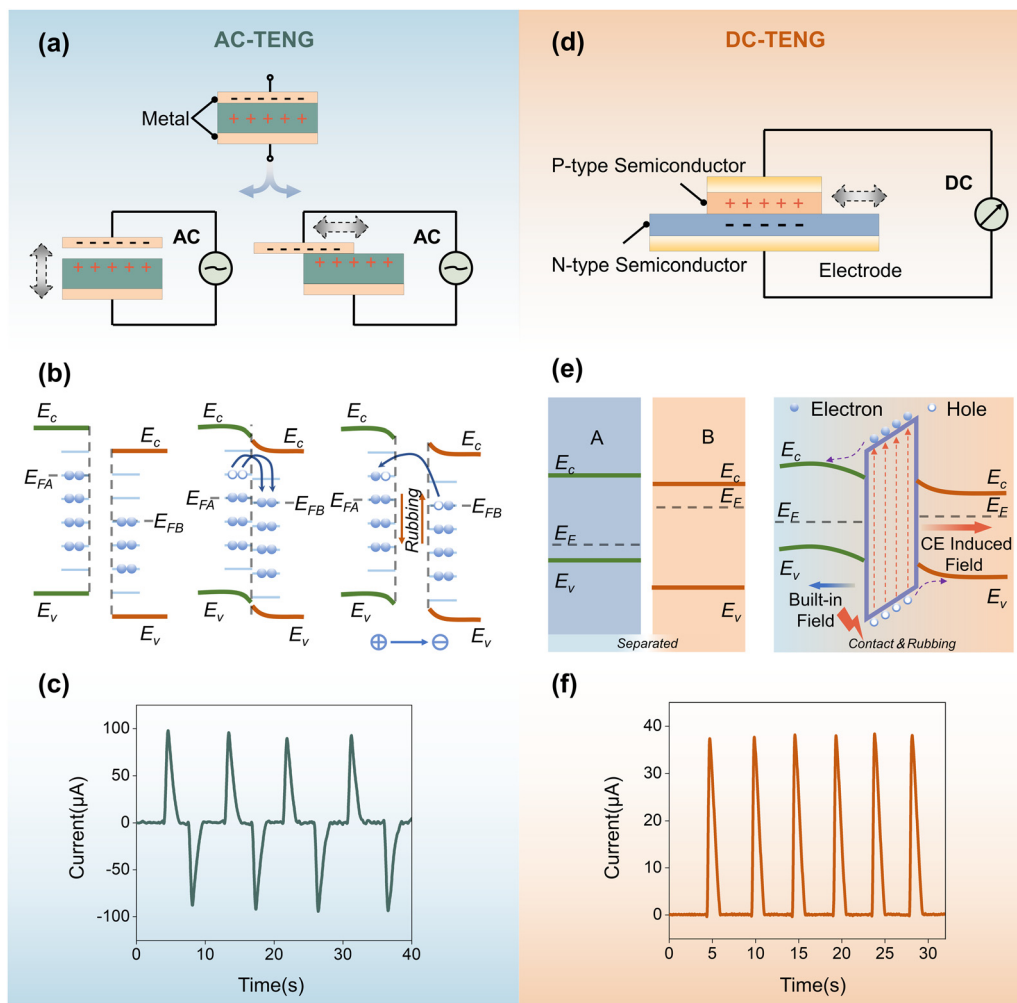 (a)
AC-TENG
Metal
- - - - - -
+ + + + +
AC
- - - - - -
+ + + + +
AC
- - - - - -
+ + + + +
(d)
DC-TENG
P-type Semiconductor
+ + + + +
- - - - -
DC
N-type Semiconductor
Electrode
(b)
Ec
Ec
EFA
EFB
Ev
Ev
Ec
Ec
EFA
EFB
Ev
Ev
Ec
Ec
EFA
Rubbing
EFB
Ev
Ev
+ −
(e)
A
B
Ec
Ec
EE
EE
Ev
Ev
Separated
Electron
Hole
Ec
Ec
EE
CE Induced
Field
Ev
Ev
Built-in
Field
Contact & Rubbing
(c)
Current(μA)
100
50
0
-50
-100
0 10 20 30 40
Time(s)
(f)
Current(μA)
40
30
20
10
0
0 5 10 15 20 25 30
Time(s)